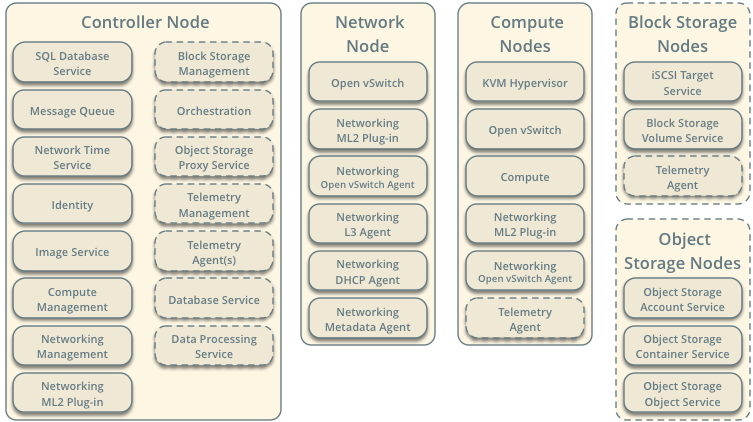 Controller Node
SQL Database
Service
Message Queue
Network Time
Service
Identity
Image Service
Compute
Management
Networking
Management
Networking
ML2 Plug-in
Block Storage
Management
Orchestration
Object Storage
Proxy Service
Telemetry
Management
Telemetry
Agent(s)
Database Service
Data Processing
Service
Network
Node
Open vSwitch
Networking
ML2 Plug-in
Networking
Open vSwitch Agent
Networking
L3 Agent
Networking
DHCP Agent
Networking
Metadata Agent
Compute
Nodes
KVM Hypervisor
Open vSwitch
Compute
Networking
ML2 Plug-in
Networking
Open vSwitch Agent
Telemetry
Agent
Block Storage
Nodes
iSCSI Target
Service
Block Storage
Volume Service
Telemetry
Agent
Object
Storage Nodes
Object Storage
Account Service
Object Storage
Container Service
Object Storage
Object Service